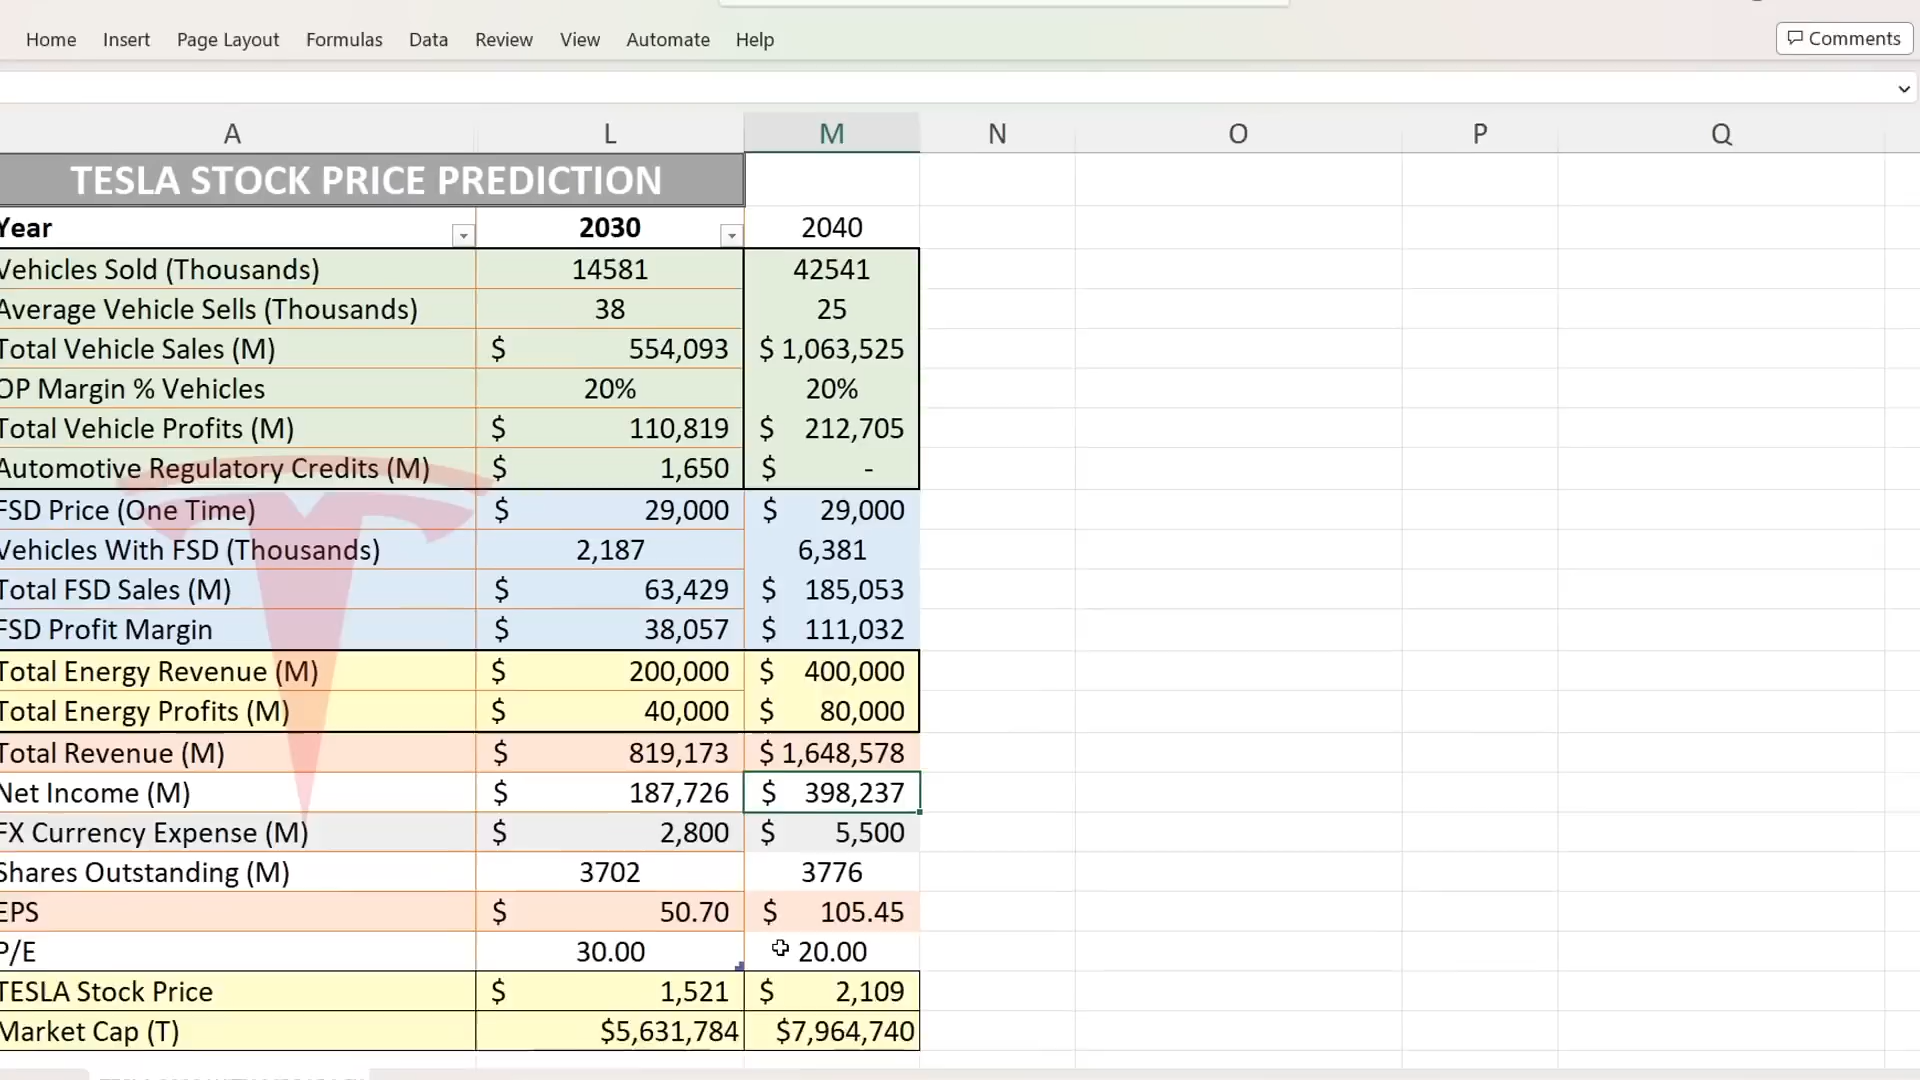 Home Insert Page Layout Formulas Data Review View Automate Help Comments
A L M N O P Q
TESLA STOCK PRICE PREDICTION
Year 2030 2040
Vehicles Sold (Thousands) 14581 42541
Average Vehicle Sells (Thousands) 38 25
Total Vehicle Sales (M) $ 554,093 $ 1,063,525
OP Margin % Vehicles 20% 20%
Total Vehicle Profits (M) $ 110,819 $ 212,705
Automotive Regulatory Credits (M) $ 1,650 $ -
FSD Price (One Time) $ 29,000 $ 29,000
Vehicles With FSD (Thousands) 2,187 6,381
Total FSD Sales (M) $ 63,429 $ 185,053
FSD Profit Margin $ 38,057 $ 111,032
Total Energy Revenue (M) $ 200,000 $ 400,000
Total Energy Profits (M) $ 40,000 $ 80,000
Total Revenue (M) $ 819,173 $ 1,648,578
Net Income (M) $ 187,726 $ 398,237
FX Currency Expense (M) $ 2,800 $ 5,500
Shares Outstanding (M) 3702 3776
EPS $ 50.70 $ 105.45
P/E 30.00 20.00
TESLA Stock Price $ 1,521 $ 2,109
Market Cap (T) $5,631,784 $7,964,740